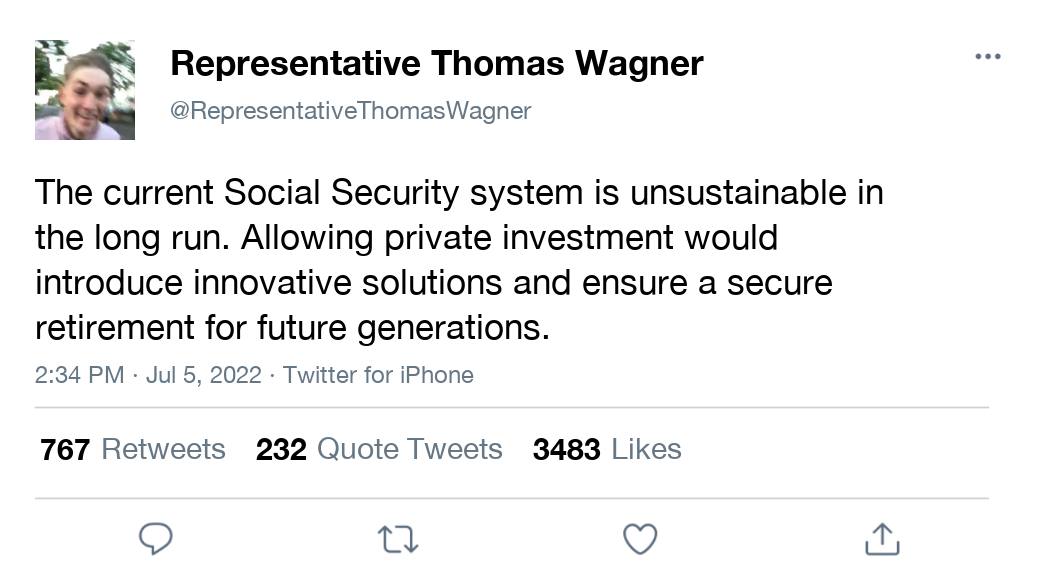 Representative Thomas Wagner
@RepresentativeThomasWagner
The current Social Security system is unsustainable in
the long run. Allowing private investment would
introduce innovative solutions and ensure a secure
retirement for future generations.
2:34 PM · Jul 5, 2022 · Twitter for iPhone
767 Retweets 232 Quote Tweets 3483 Likes